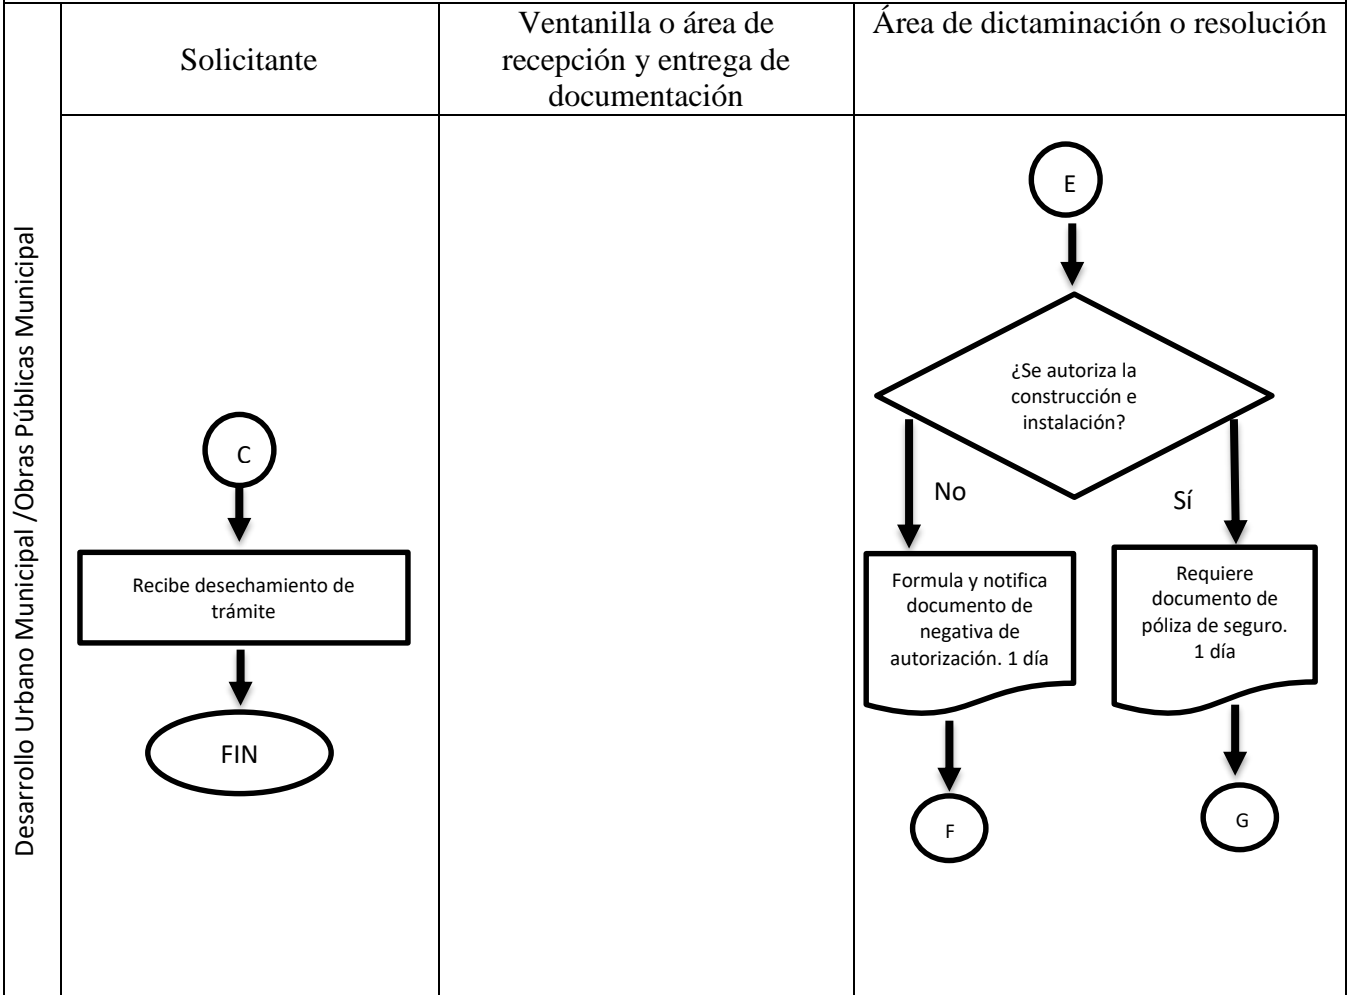 Solicitante
Ventanilla o área de
recepción y entrega de
documentación
Área de dictaminación o resolución
Desarrollo Urbano Municipal /Obras Públicas Municipal
C
Recibe desechamiento de
trámite
FIN
E
¿Se autoriza la
construcción e
instalación?
No
Sí
Formula y notifica
documento de
negativa de
autorización. 1 día
Requiere
documento de
póliza de seguro.
1 día
F
G